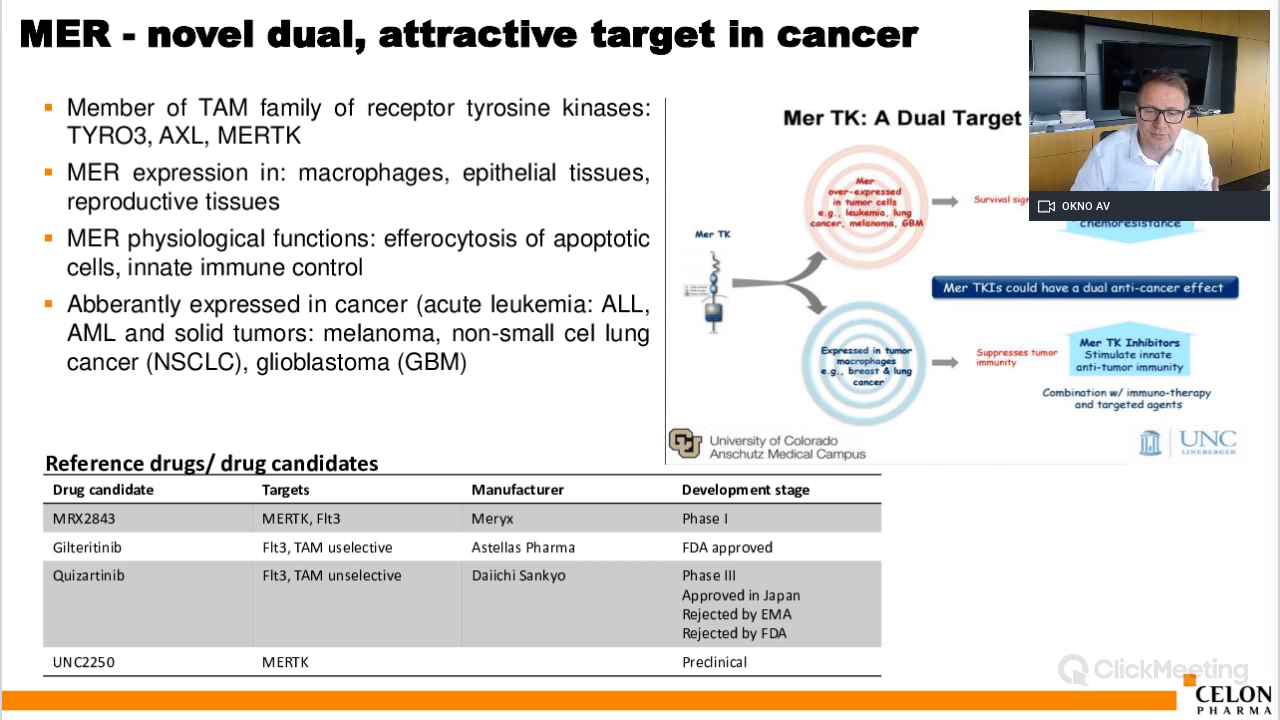 MER - novel dual, attractive target in cancer
▪ Member of TAM family of receptor tyrosine kinases:
TYRO3, AXL, MERTK
▪ MER expression in: macrophages, epithelial tissues,
reproductive tissues
▪ MER physiological functions: efferocytosis of apoptotic
cells, innate immune control
▪ Abberantly expressed in cancer (acute leukemia: ALL,
AML and solid tumors: melanoma, non-small cel lung
cancer (NSCLC), glioblastoma (GBM)
Mer TK: A Dual Target
OKNO AV
Mer
over-expressed
in tumor cells
e.g., leukemia, lung
cancer, melanoma, GBM
Survival
chemoresistance
Mer TK
Mer TKIs could have a dual anti-cancer effect
Expressed in tumor
macrophages
e.g., breast & lung
cancer
Suppresses tumor
immunity
Mer TK Inhibitors
Stimulate innate
anti-tumor immunity
Combination w/ immuno-therapy
and targeted agents
University of Colorado
Anschutz Medical Campus
UNC
LINEBERGER
Reference drugs/ drug candidates
Drug candidate Targets Manufacturer Development stage
MRX2843 MERTK, Flt3 Meryx Phase I
Gilteritinib Flt3, TAM uselective Astellas Pharma FDA approved
Quizartinib Flt3, TAM unselective Daiichi Sankyo Phase III
Approved in Japan
Rejected by EMA
Rejected by FDA
UNC2250 MERTK Preclinical
ClickMeeting
CELON
PHARMA